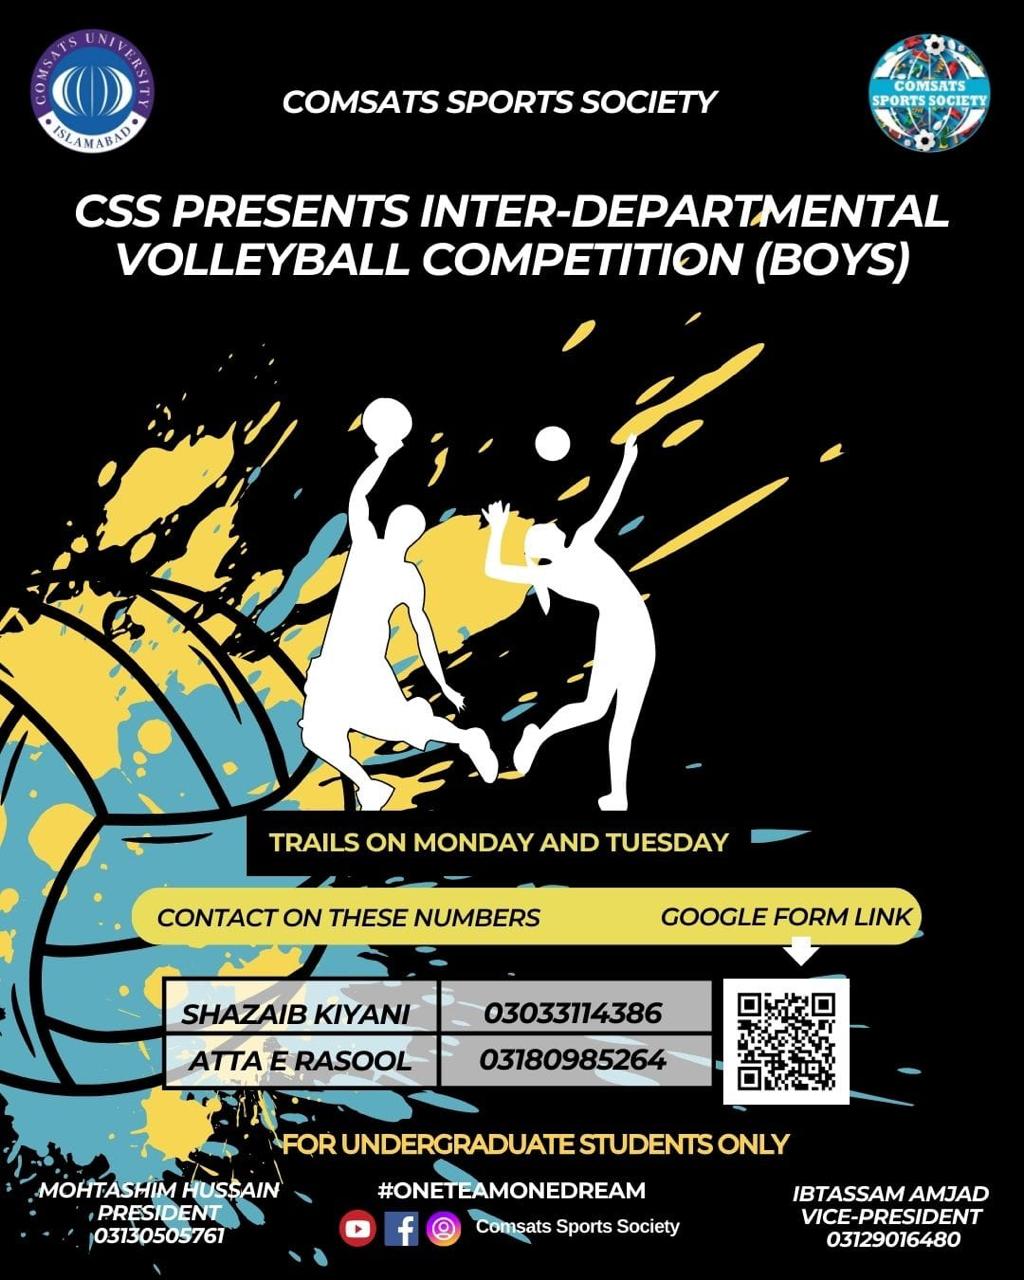 COMSATS UNIVERSITY
ISLAMABAD
COMSATS SPORTS SOCIETY
COMSATS
SPORTS SOCIETY
CSS PRESENTS INTER-DEPARTMENTAL
VOLLEYBALL COMPETITION (BOYS)
TRAILS ON MONDAY AND TUESDAY
CONTACT ON THESE NUMBERS
GOOGLE FORM LINK
SHAZAIB KIYANI 03033114386
ATTA E RASOOL 03180985264
FOR UNDERGRADUATE STUDENTS ONLY
MOHTASHIM HUSSAIN
PRESIDENT
03130505761
#ONETEAMONEDREAM
Comsats Sports Society
IBTASSAM AMJAD
VICE-PRESIDENT
03129016480